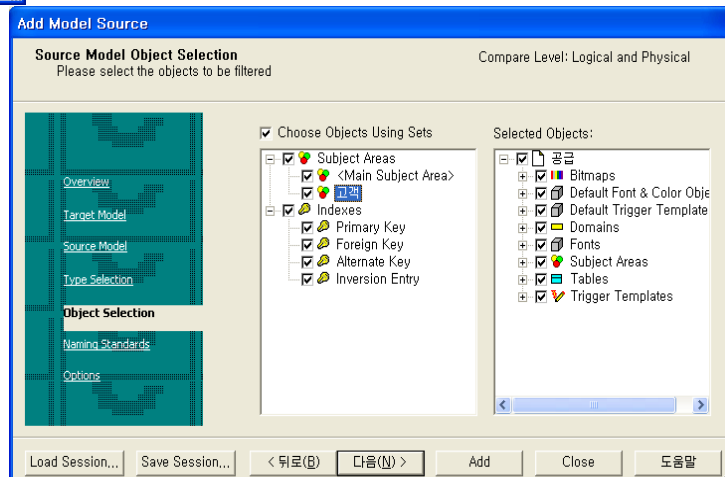 Add Model Source
Source Model Object Selection
Please select the objects to be filtered
Compare Level: Logical and Physical
Overview
Target Model
Source Model
Type Selection
Object Selection
Naming Standards
Options
Choose Objects Using Sets
Subject Areas
<Main Subject Area>
고객
Indexes
Primary Key
Foreign Key
Alternate Key
Inversion Entry
Selected Objects:
공급
Bitmaps
Default Font & Color Obje
Default Trigger Template
Domains
Fonts
Subject Areas
Tables
Trigger Templates
Load Session,,,
Save Session,,,
< 뒤로(B)
다음(N) >
Add
Close
도움말